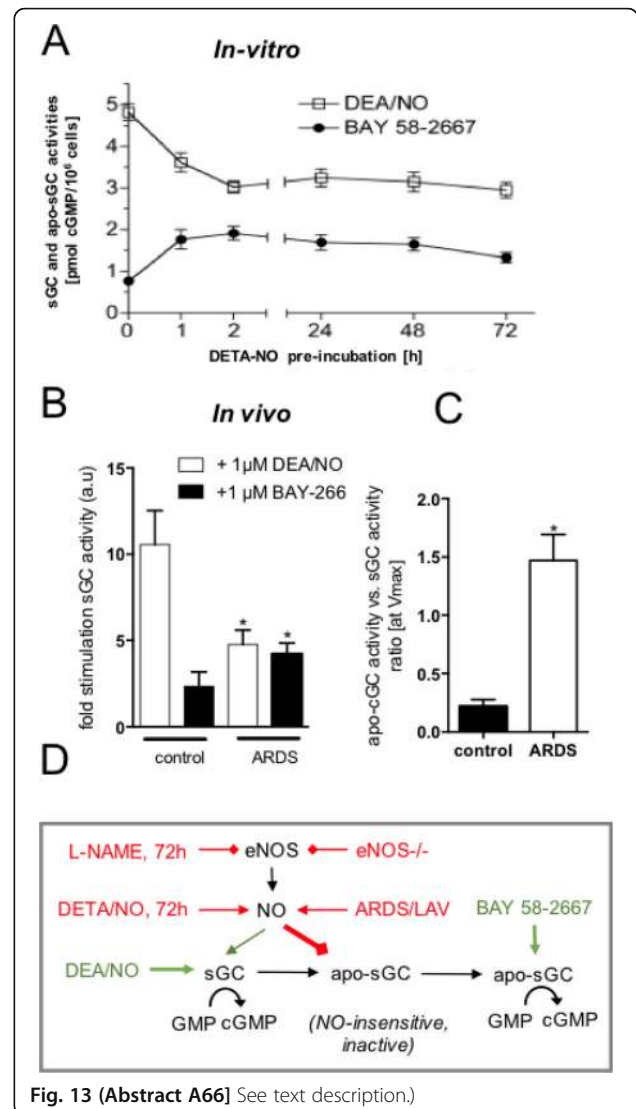 A
In-vitro
DEA/NO
BAY 58-2667
sGC and apo-sGC activities
[pmol cGMP/10⁶ cells]
5
4
3
2
1
0
0 1 2 24 48 72
DETA-NO pre-incubation [h]
B
In vivo
C
+ 1µM DEA/NO
+1 µM BAY-266
fold stimulation sGC activity (a.u)
15
10
5
0
* *
control ARDS
apo-cGC activity vs. sGC activity
ratio [at Vmax]
2.0
1.5
1.0
0.5
0.0
*
control ARDS
D
L-NAME, 72h eNOS eNOS-/-
DETA/NO, 72h NO ARDS/LAV
BAY 58-2667
DEA/NO sGC apo-sGC apo-sGC
GMP cGMP (NO-insensitive, GMP cGMP
inactive)
Fig. 13 (Abstract A66] See text description.)